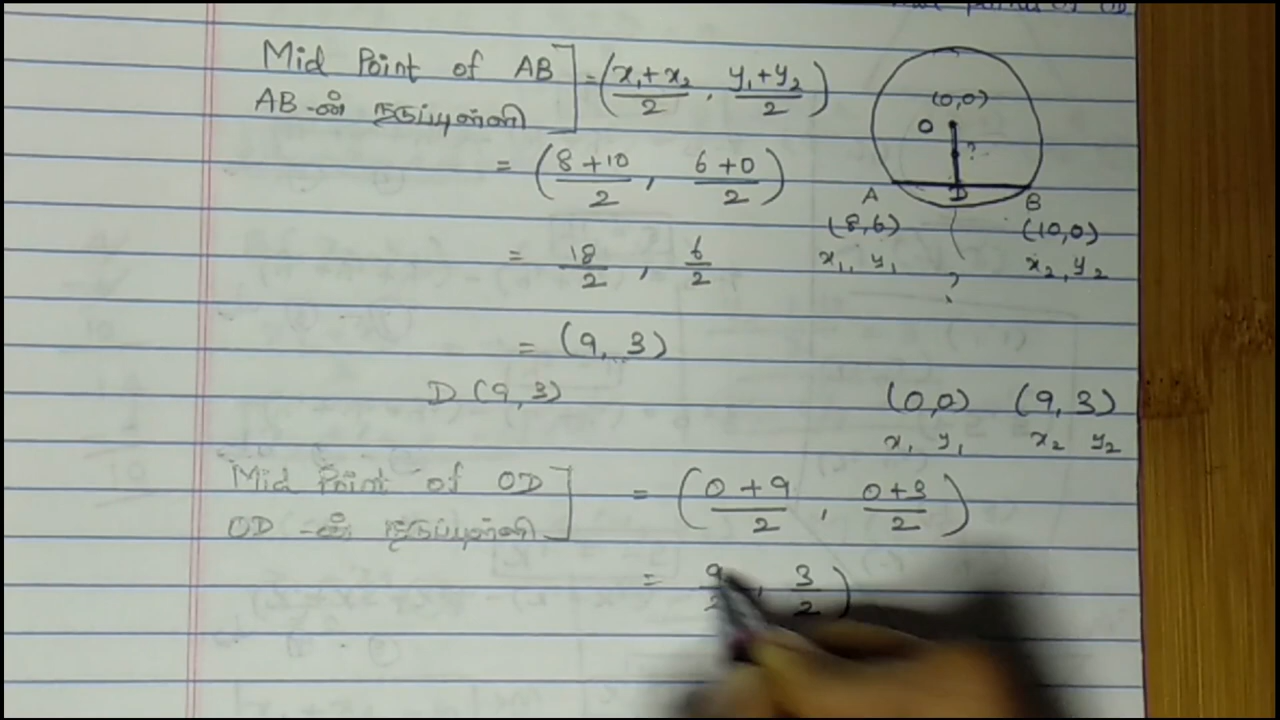 Mid Point of AB ] = (x₁+x₂/2, y₁+y₂/2)
AB-ன் நடுப்புள்ளி
= (8+10/2, 6+0/2)
= 18/2, 6/2
= (9, 3)
D (9, 3)
Mid Point of OD ] = (0+9/2, 0+3/2)
OD-ன் நடுப்புள்ளி
= 9/2, 3/2)
(0,0)
O
?
A D B
(8,6) (10,0)
x₁, y₁ x₂, y₂
?
(0,0) (9, 3)
x₁ y₁ x₂ y₂